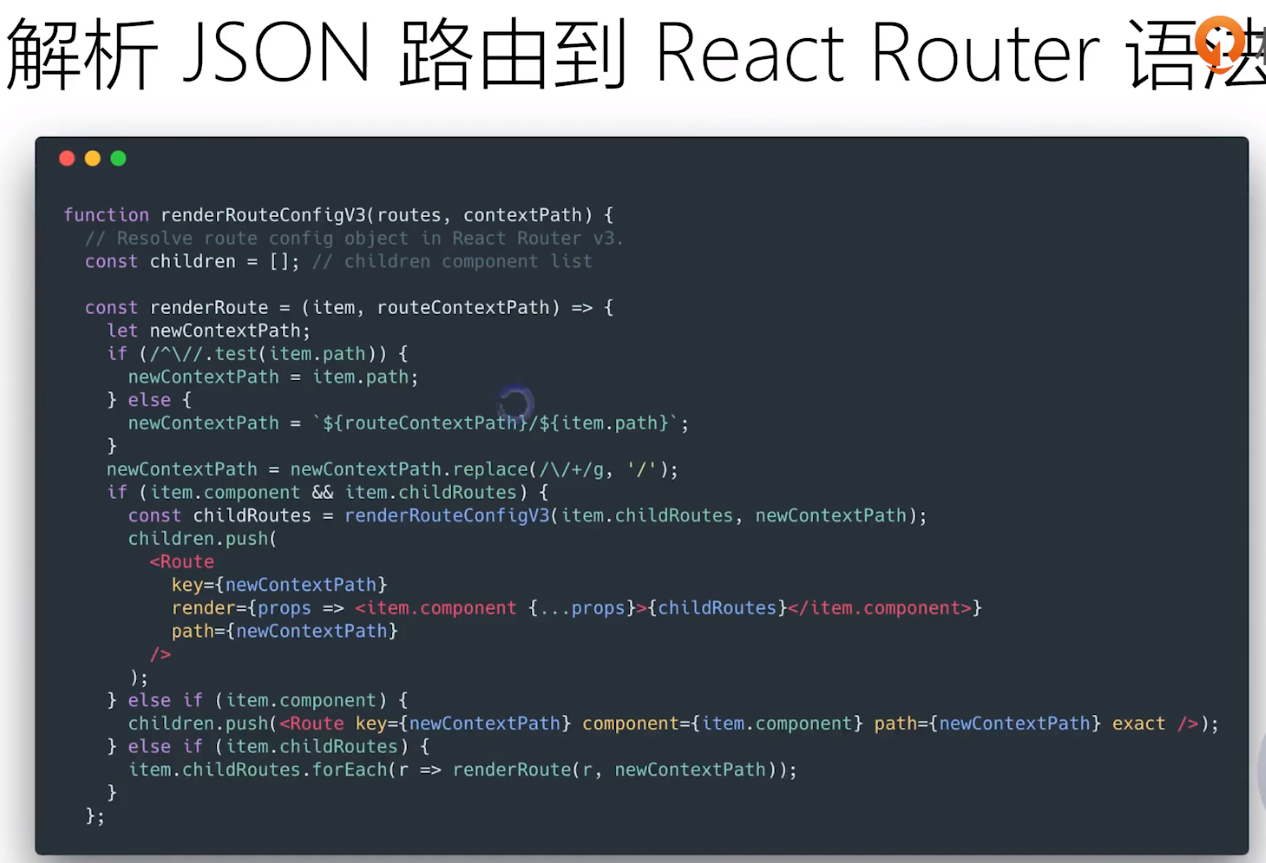 解析 JSON 路由到 React Router 语法
function renderRouteConfigV3(routes, contextPath) {
  // Resolve route config object in React Router v3.
  const children = []; // children component list
  const renderRoute = (item, routeContextPath) => {
    let newContextPath;
    if (/^\//.test(item.path)) {
      newContextPath = item.path;
    } else {
      newContextPath = `${routeContextPath}/${item.path}`;
    }
    newContextPath = newContextPath.replace(/\/+/g, '/');
    if (item.component && item.childRoutes) {
      const childRoutes = renderRouteConfigV3(item.childRoutes, newContextPath);
      children.push(
        <Route
          key={newContextPath}
          render={props => <item.component {...props}>{childRoutes}</item.component>}
          path={newContextPath}
        />
      );
    } else if (item.component) {
      children.push(<Route key={newContextPath} component={item.component} path={newContextPath} exact />);
    } else if (item.childRoutes) {
      item.childRoutes.forEach(r => renderRoute(r, newContextPath));
    }
  };